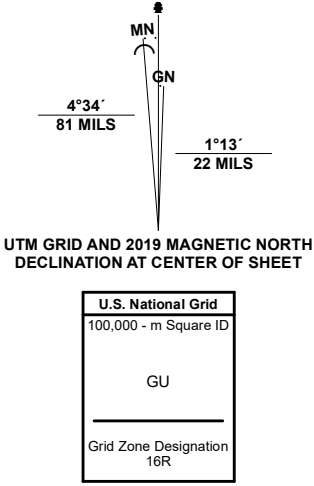 MN
GN
4°34´
81 MILS
1°13´
22 MILS
UTM GRID AND 2019 MAGNETIC NORTH
DECLINATION AT CENTER OF SHEET
U.S. National Grid
100,000 - m Square ID
GU
Grid Zone Designation
16R